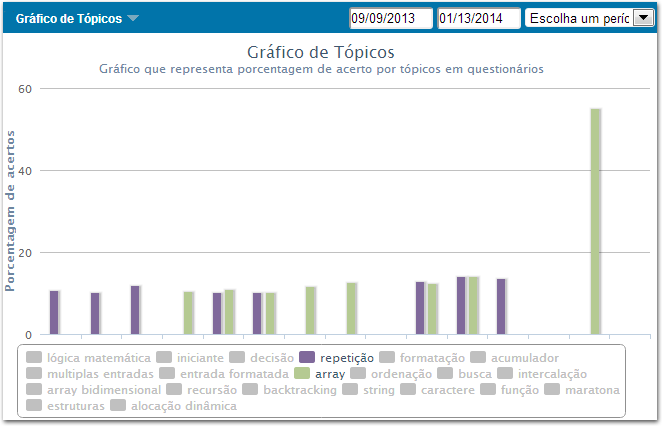 Gráfico de Tópicos 09/09/2013 01/13/2014 Escolha um perío
Gráfico de Tópicos
Gráfico que representa porcentagem de acerto por tópicos em questionários
Porcentagem de acertos
60
40
20
0
lógica matemática iniciante decisão repetição formatação acumulador
multiplas entradas entrada formatada array ordenação busca intercalação
array bidimensional recursão backtracking string caractere função maratona
estruturas alocação dinâmica